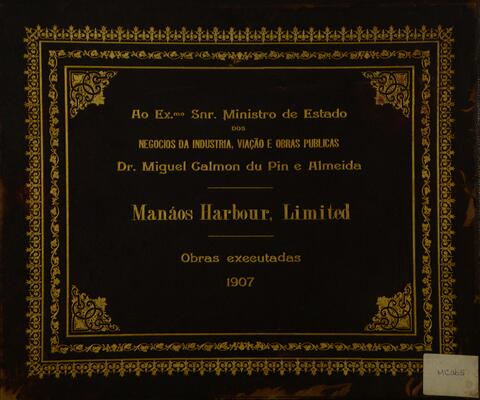 Ao Ex.mo Snr. Ministro de Estado
DOS
NEGOCIOS DA INDUSTRIA, VIAÇÃO E OBRAS PUBLICAS
Dr. Miguel Calmon du Pin e Almeida
Manáos Harbour, Limited
Obras executadas
1907